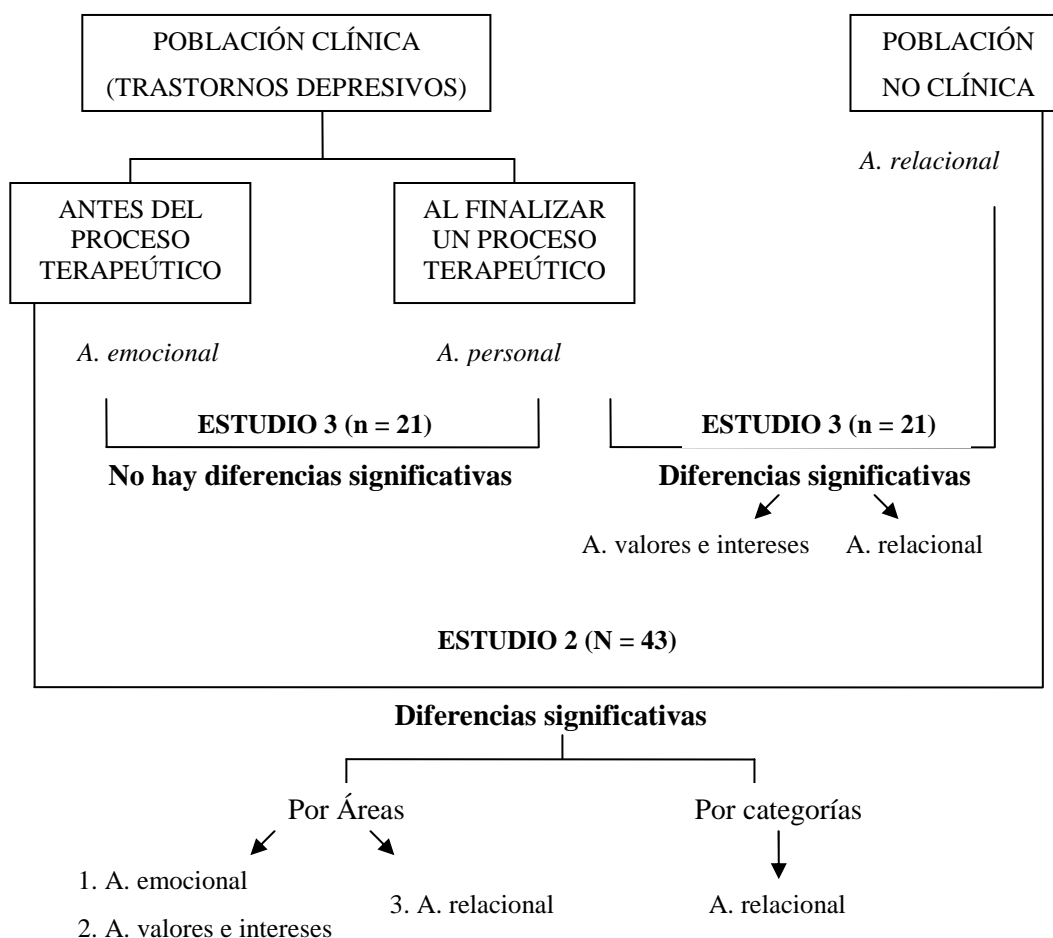 POBLACIÓN CLÍNICA
(TRASTORNOS DEPRESIVOS)
POBLACIÓN
NO CLÍNICA
A. relacional
ANTES DEL
PROCESO
TERAPEÚTICO
AL FINALIZAR
UN PROCESO
TERAPEÚTICO
A. emocional
A. personal
ESTUDIO 3 (n = 21)
ESTUDIO 3 (n = 21)
No hay diferencias significativas
Diferencias significativas
A. valores e intereses
A. relacional
ESTUDIO 2 (N = 43)
Diferencias significativas
Por Áreas
Por categorías
1. A. emocional
2. A. valores e intereses
3. A. relacional
A. relacional